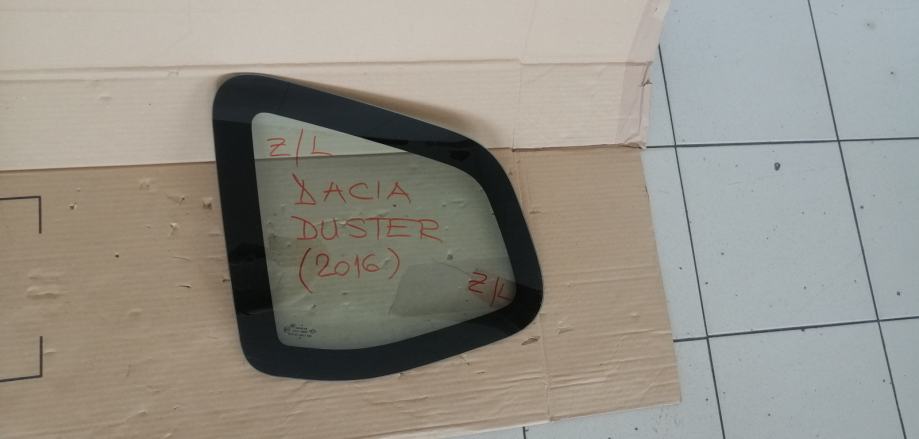 Z/L
DACIA
DUSTER
(2016)
Z/L